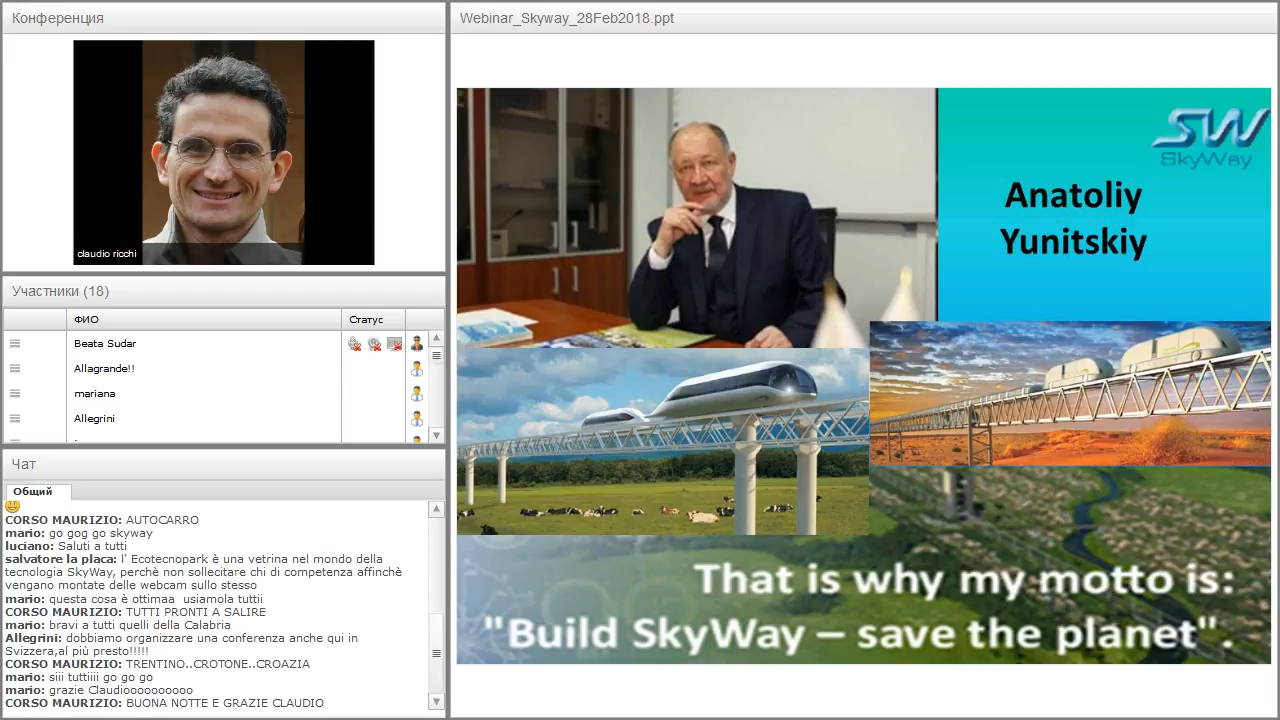 Конференция
claudio ricchi
Участники (18)
ФИО
Статус
Beata Sudar
Allagrande!!
mariana
Allegrini
Чат
Общий
CORSO MAURIZIO: AUTOCARRO
mario: go gog go skyway
luciano: Saluti a tutti
salvatore la placa: l' Ecotecnopark è una vetrina nel mondo della
tecnologia SkyWay, perchè non sollecitare chi di competenza affinchè
vengano montate delle webcam sullo stesso
mario: questa cosa è ottimaa usiamola tuttii
CORSO MAURIZIO: TUTTI PRONTI A SALIRE
mario: bravi a tutti quelli della Calabria
Allegrini: dobbiamo organizzare una conferenza anche qui in
Svizzera,al più presto!!!!!
CORSO MAURIZIO: TRENTINO..CROTONE..CROAZIA
mario: siii tuttiiii go go go
mario: grazie Claudioooooooooo
CORSO MAURIZIO: BUONA NOTTE E GRAZIE CLAUDIO
Webinar_Skyway_28Feb2018.ppt
SW
SkyWay
Anatoliy
Yunitskiy
That is why my motto is:
"Build SkyWay – save the planet".